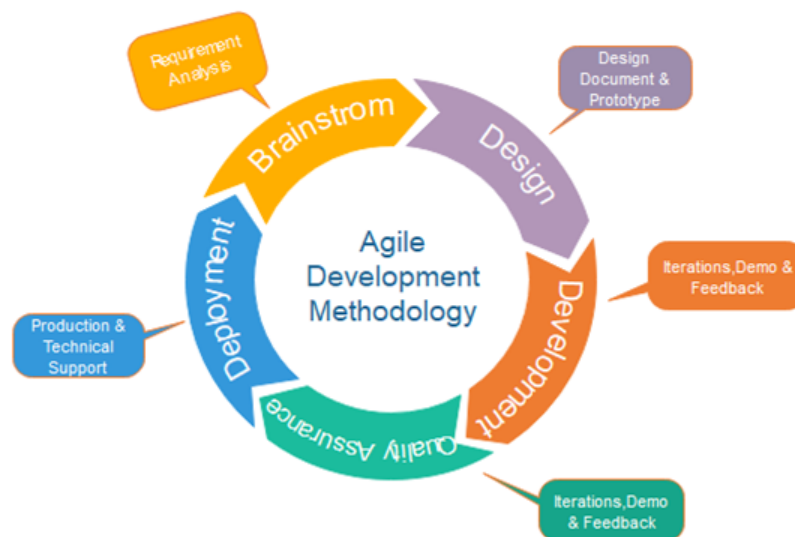 Requirement
Analysis
Brainstrom
Design
Document &
Prototype
Design
Agile
Development
Methodology
Iterations,Demo &
Feedback
Development
Deployment
Production &
Technical
Support
Quality Assurance
Iterations,Demo
& Feedback